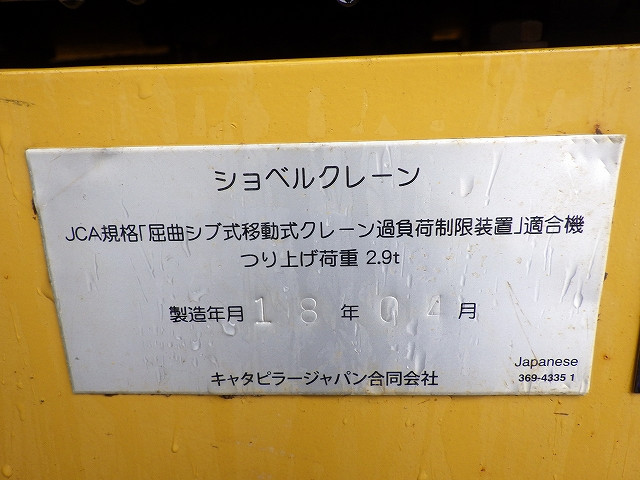 ショベルクレーン
JCA規格｢屈曲シブ式移動式クレーン過負荷制限装置｣適合機
つり上げ荷重 2.9t
製造年月 18 年 04 月
キャタピラージャパン合同会社
Japanese
369-4335 1